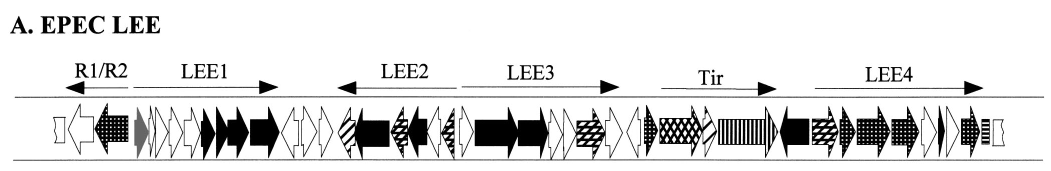 A. EPEC LEE
R1/R2 LEE1 LEE2 LEE3 Tir LEE4